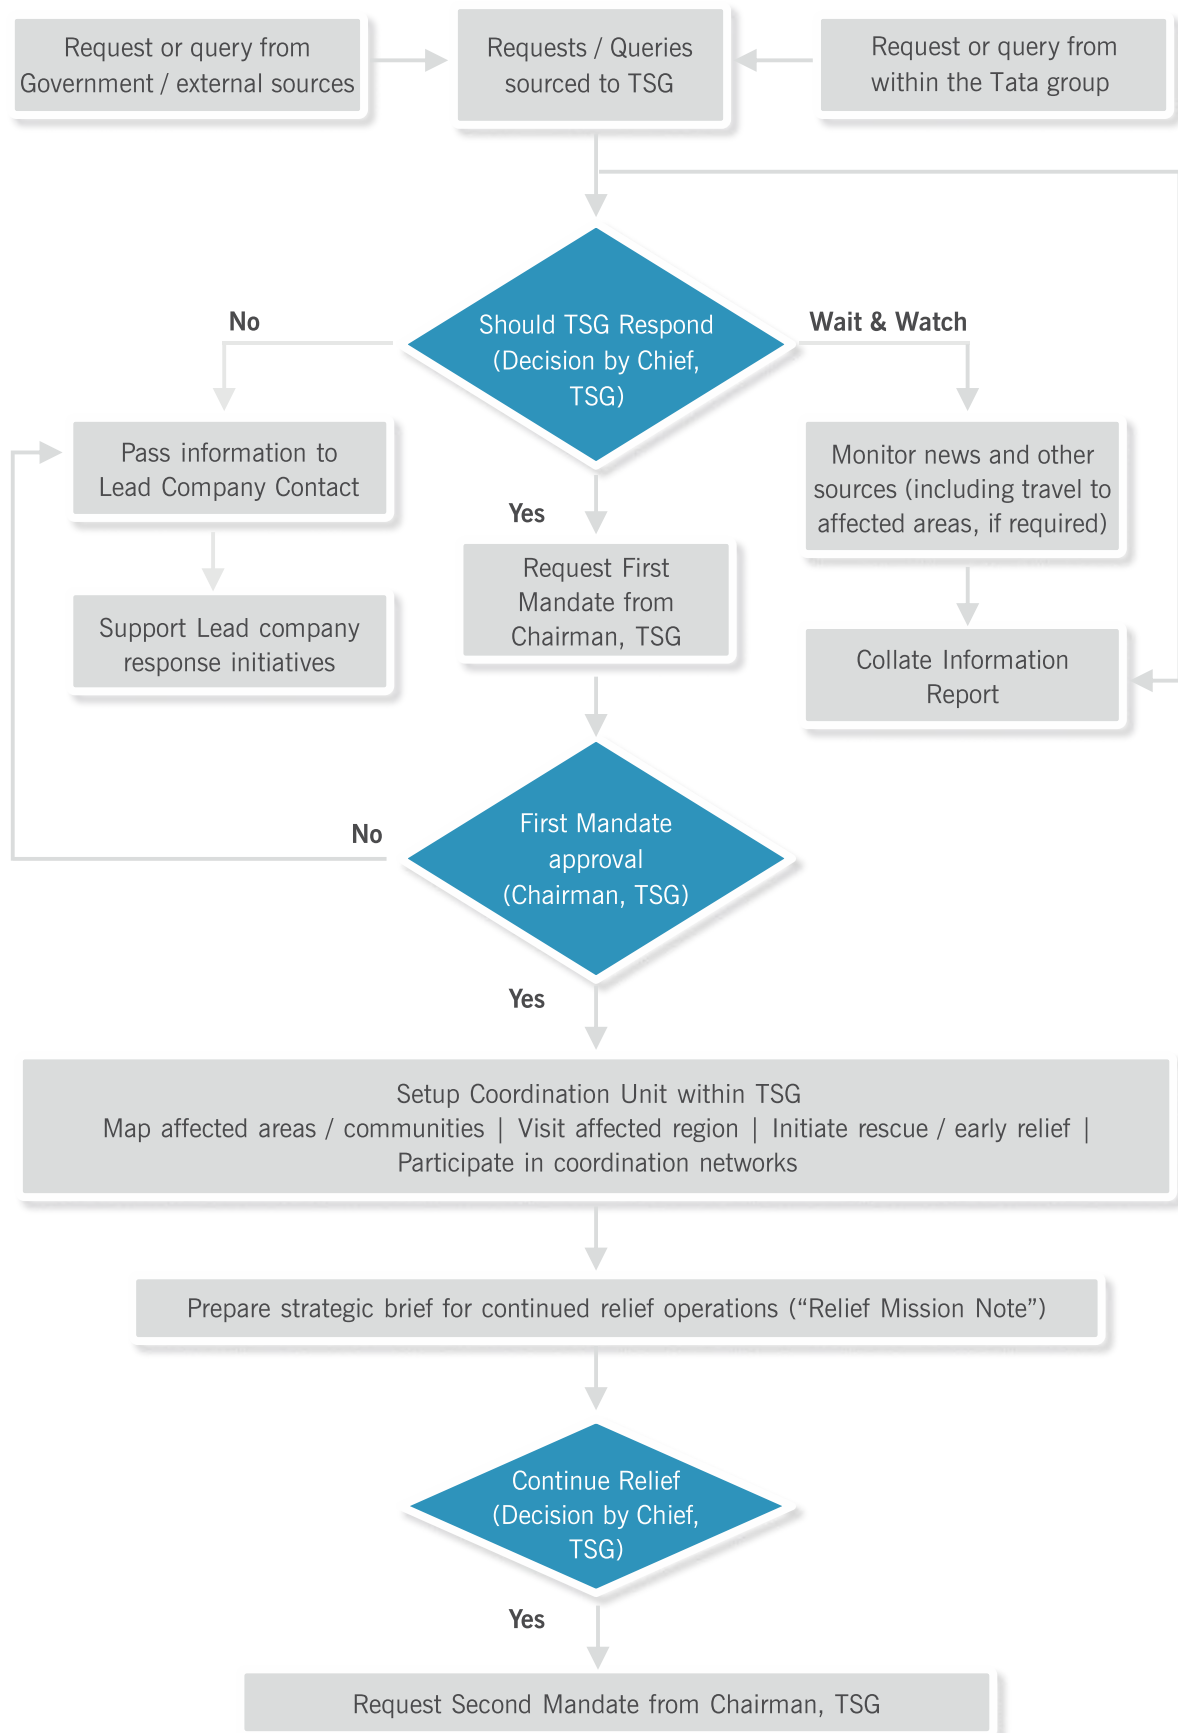 Request or query from
Government / external sources
Requests / Queries
sourced to TSG
Request or query from
within the Tata group
No
Should TSG Respond
(Decision by Chief,
TSG)
Wait & Watch
Pass information to
Lead Company Contact
Yes
Monitor news and other
sources (including travel to
affected areas, if required)
Request First
Mandate from
Chairman, TSG
Support Lead company
response initiatives
Collate Information
Report
No
First Mandate
approval
(Chairman, TSG)
Yes
Setup Coordination Unit within TSG
Map affected areas / communities | Visit affected region | Initiate rescue / early relief |
Participate in coordination networks
Prepare strategic brief for continued relief operations (“Relief Mission Note”)
Continue Relief
(Decision by Chief,
TSG)
Yes
Request Second Mandate from Chairman, TSG